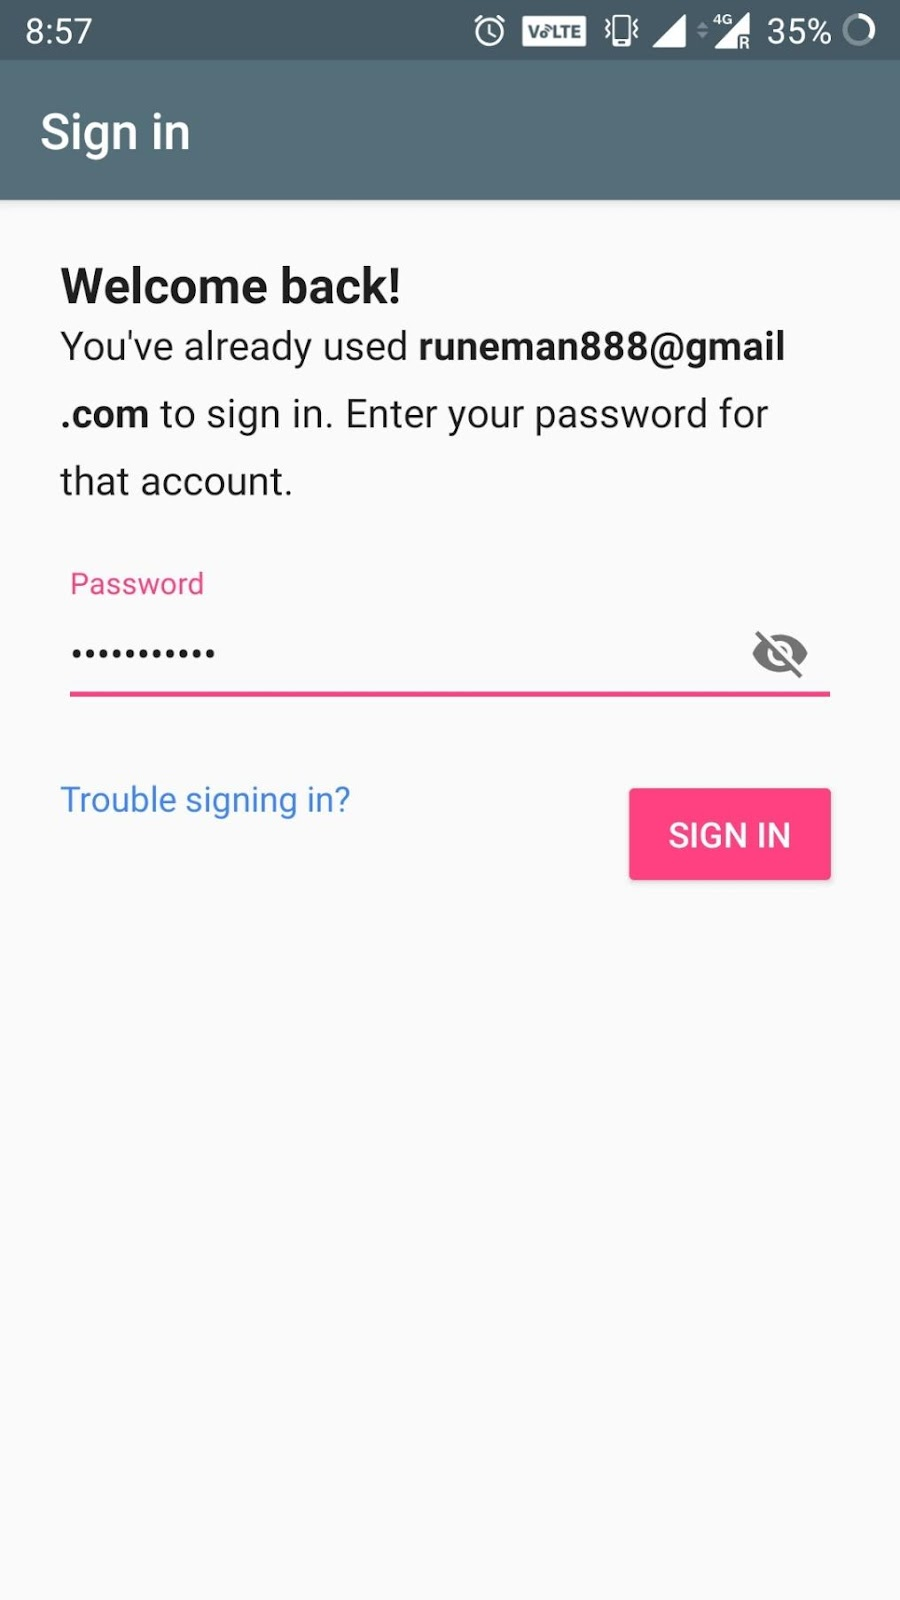 8:57 VoLTE 4G R 35%
Sign in
Welcome back!
You've already used runeman888@gmail
.com to sign in. Enter your password for
that account.
Password
•••••••••••
Trouble signing in?
SIGN IN